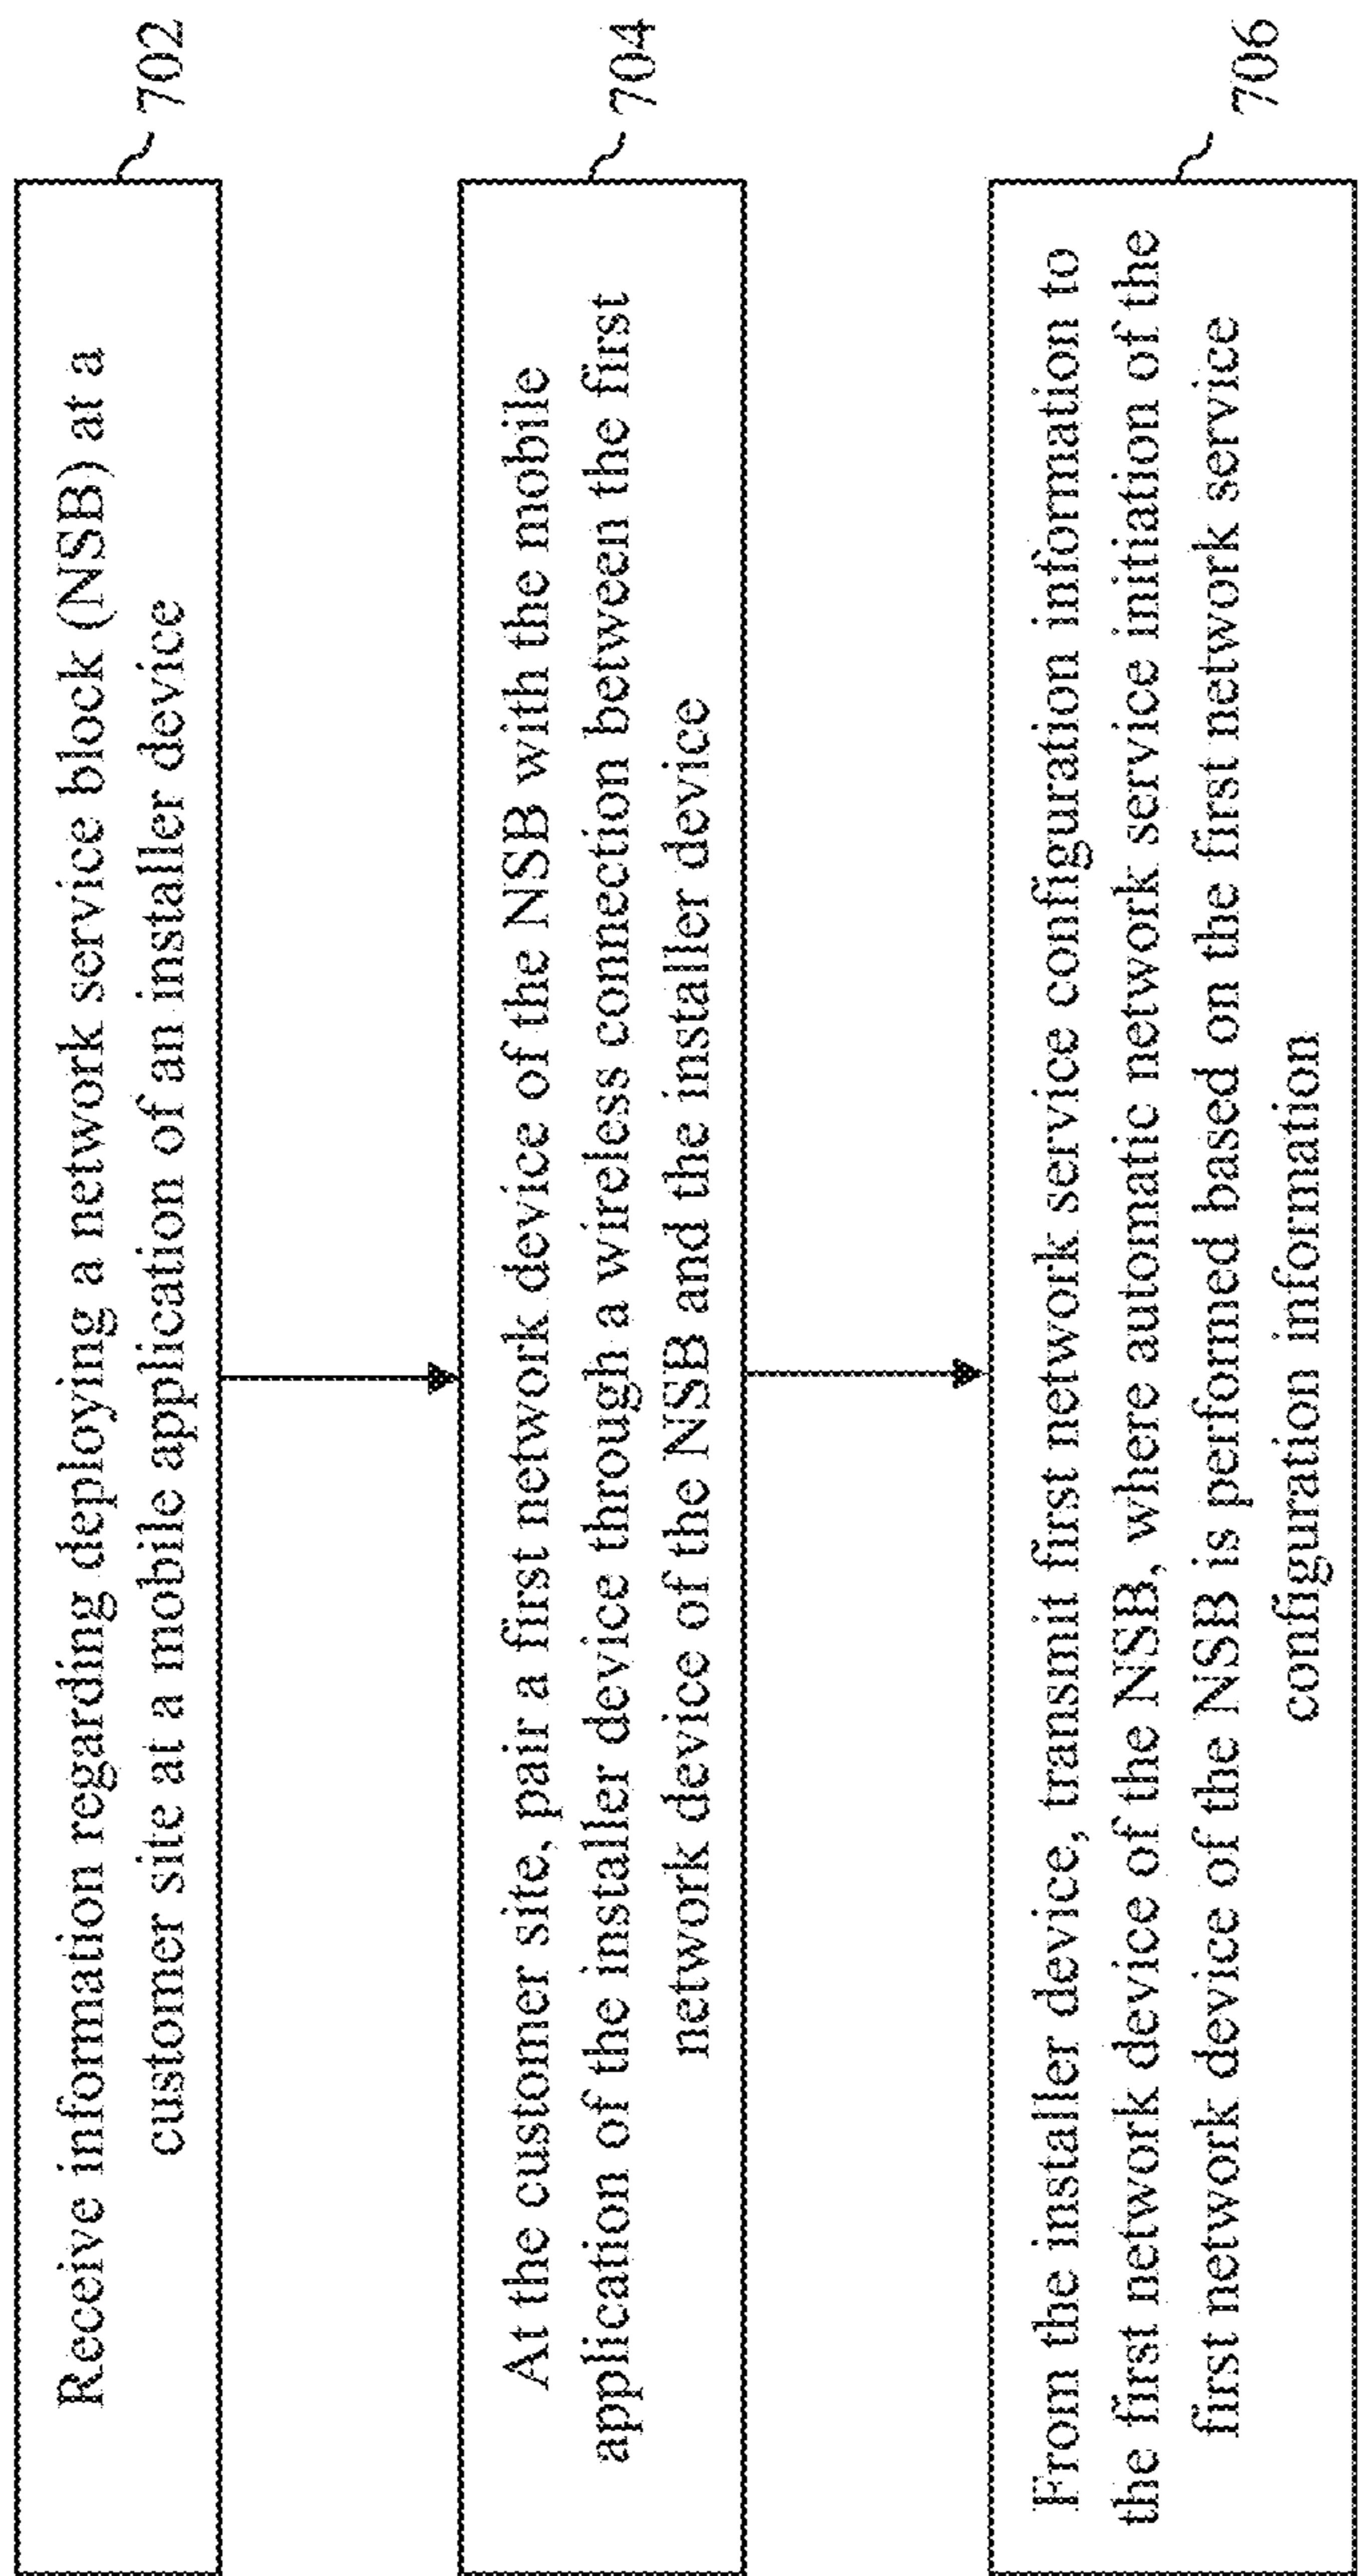 Receive information regarding deploying a network service block (NSB) at a
customer site at a mobile application of an installer device
702
At the customer site, pair a first network device of the NSB with the mobile
application of the installer device through a wireless connection between the first
network device of the NSB and the installer device
704
From the installer device, transmit first network service configuration information to
the first network device of the NSB, where automatic network service initiation of the
first network device of the NSB is performed based on the first network service
configuration information
706